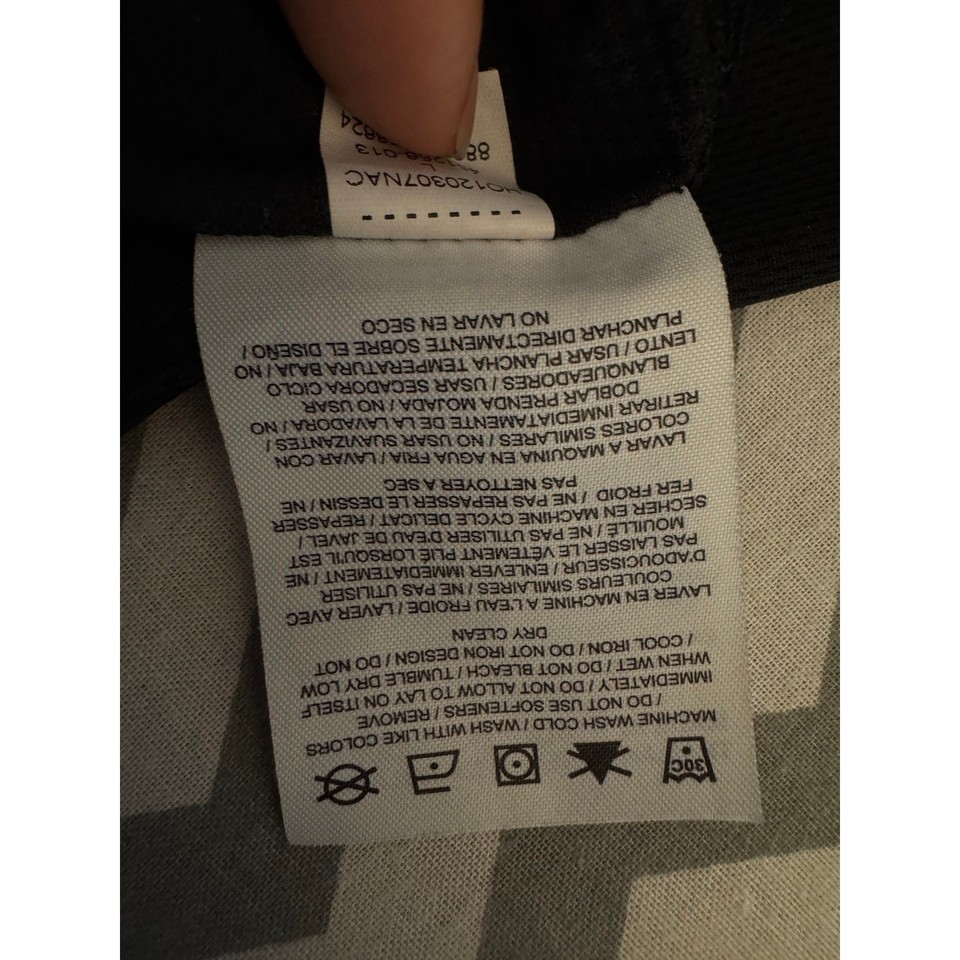 30C
MACHINE WASH COLD / WASH WITH LIKE COLORS
/ DO NOT USE SOFTENERS / REMOVE
IMMEDIATELY / DO NOT ALLOW TO LAY ON ITSELF
WHEN WET / DO NOT BLEACH / TUMBLE DRY LOW
/ COOL IRON / DO NOT IRON DESIGN / DO NOT
DRY CLEAN
LAVER EN MACHINE A L'EAU FROIDE / LAVER AVEC
COULEURS SIMILAIRES / NE PAS UTILISER
D'ADOUCISSEUR / ENLEVER IMMEDIATEMENT / NE
PAS LAISSER LE VÊTEMENT PLIÉ LORSQU'IL EST
MOUILLÉ / NE PAS UTILISER D'EAU DE JAVEL /
SECHER EN MACHINE CYCLE DELICAT / REPASSER
FER FROID / NE PAS REPASSER LE DESSIN / NE
PAS NETTOYER A SEC
LAVAR A MAQUINA EN AGUA FRIA / LAVAR CON
COLORES SIMILARES / NO USAR SUAVIZANTES /
RETIRAR INMEDIATAMENTE DE LA LAVADORA / NO
DOBLAR PRENDA MOJADA / NO USAR
BLANQUEADORES / USAR SECADORA CICLO
LENTO / USAR PLANCHA TEMPERATURA BAJA / NO
PLANCHAR DIRECTAMENTE SOBRE EL DISEÑO /
NO LAVAR EN SECO
HO120307NAC
L